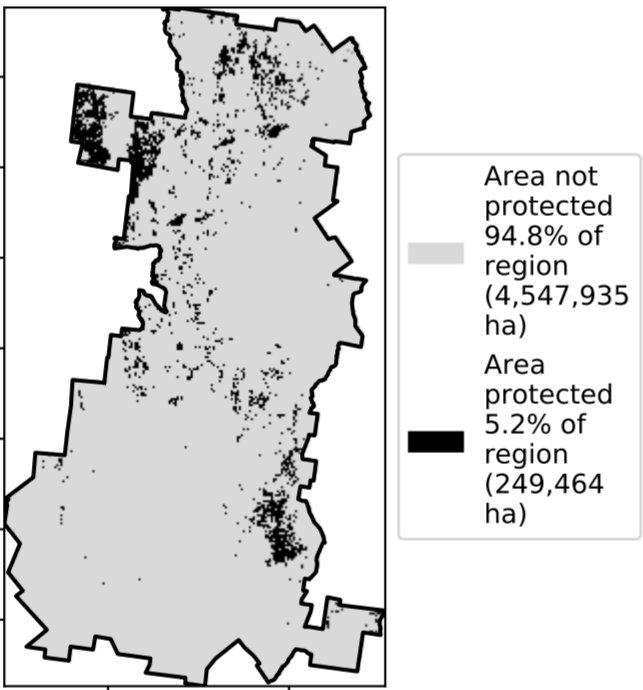 Area not
protected
94.8% of
region
(4,547,935
ha)
Area
protected
5.2% of
region
(249,464
ha)